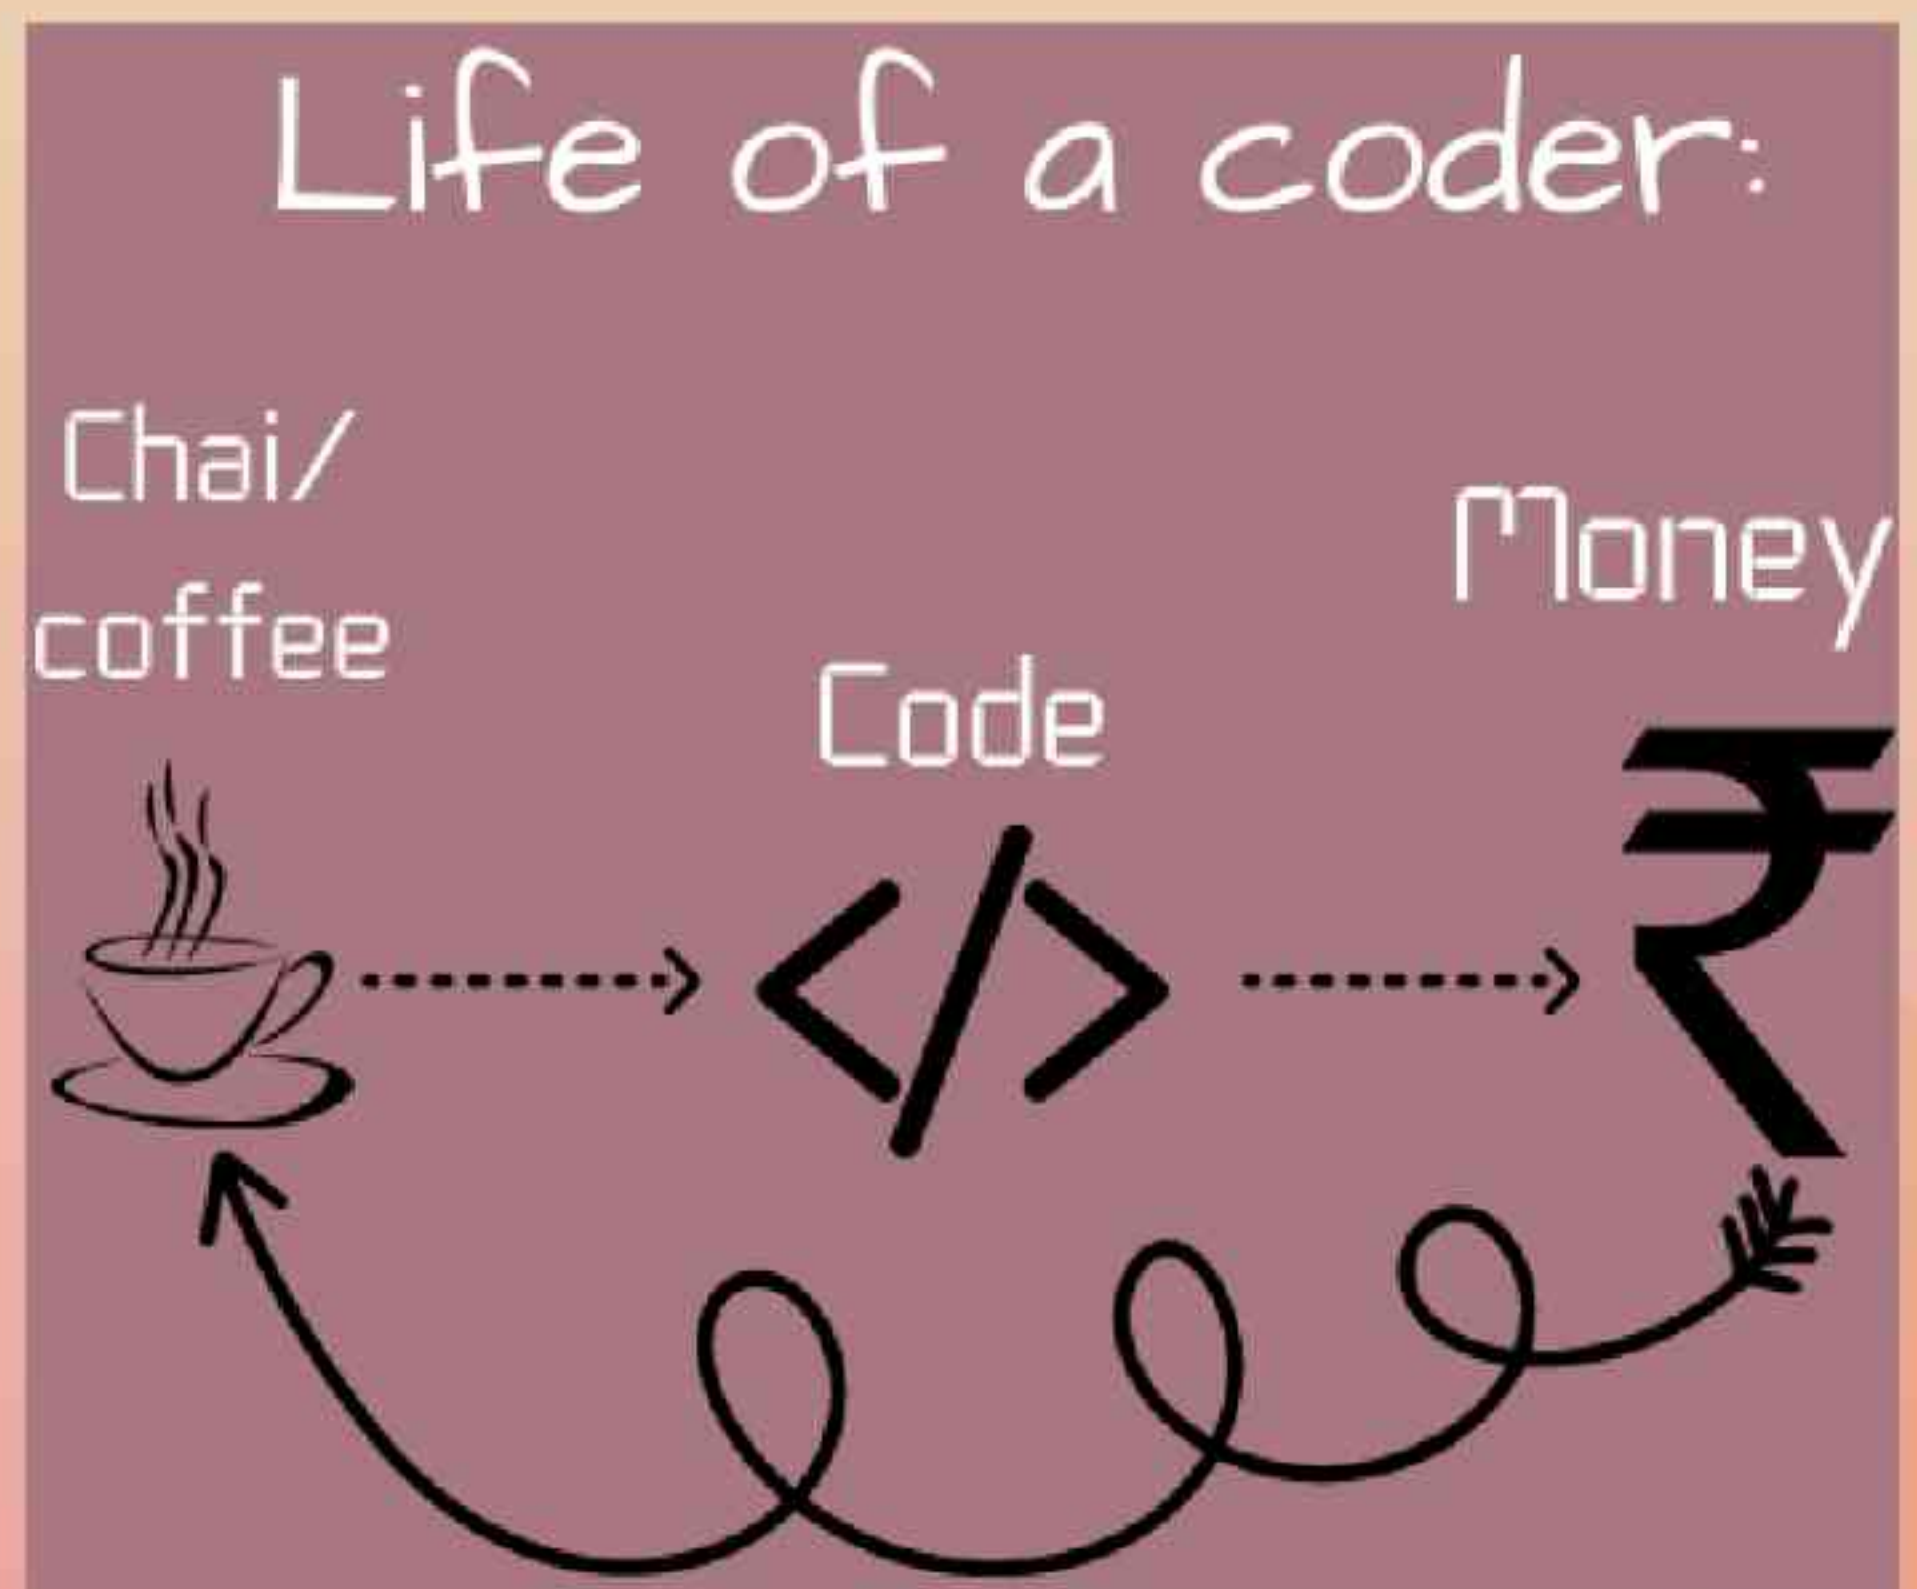 Life of a coder:
Chai/
coffee
Code
</>
Money
₹